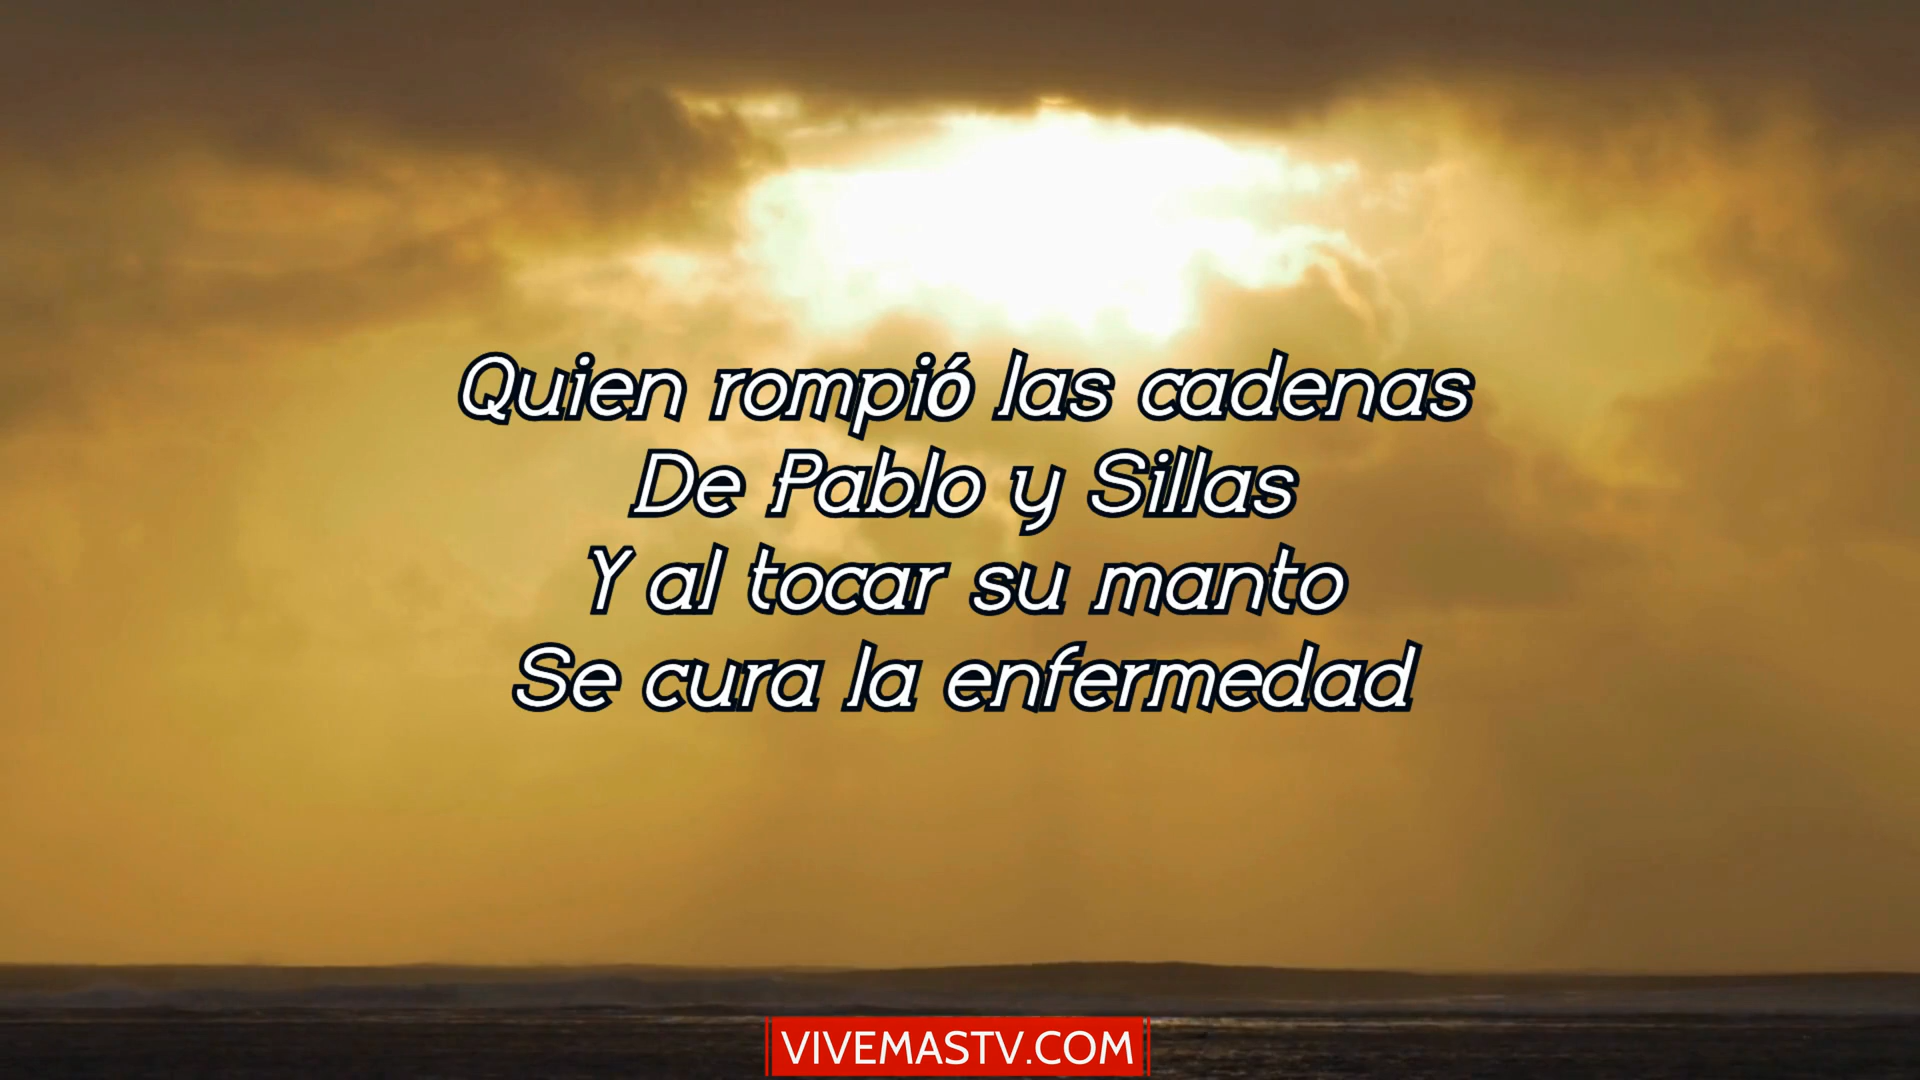 Quien rompió las cadenas
De Pablo y Sillas
Y al tocar su manto
Se cura la enfermedad
VIVEMASTV.COM